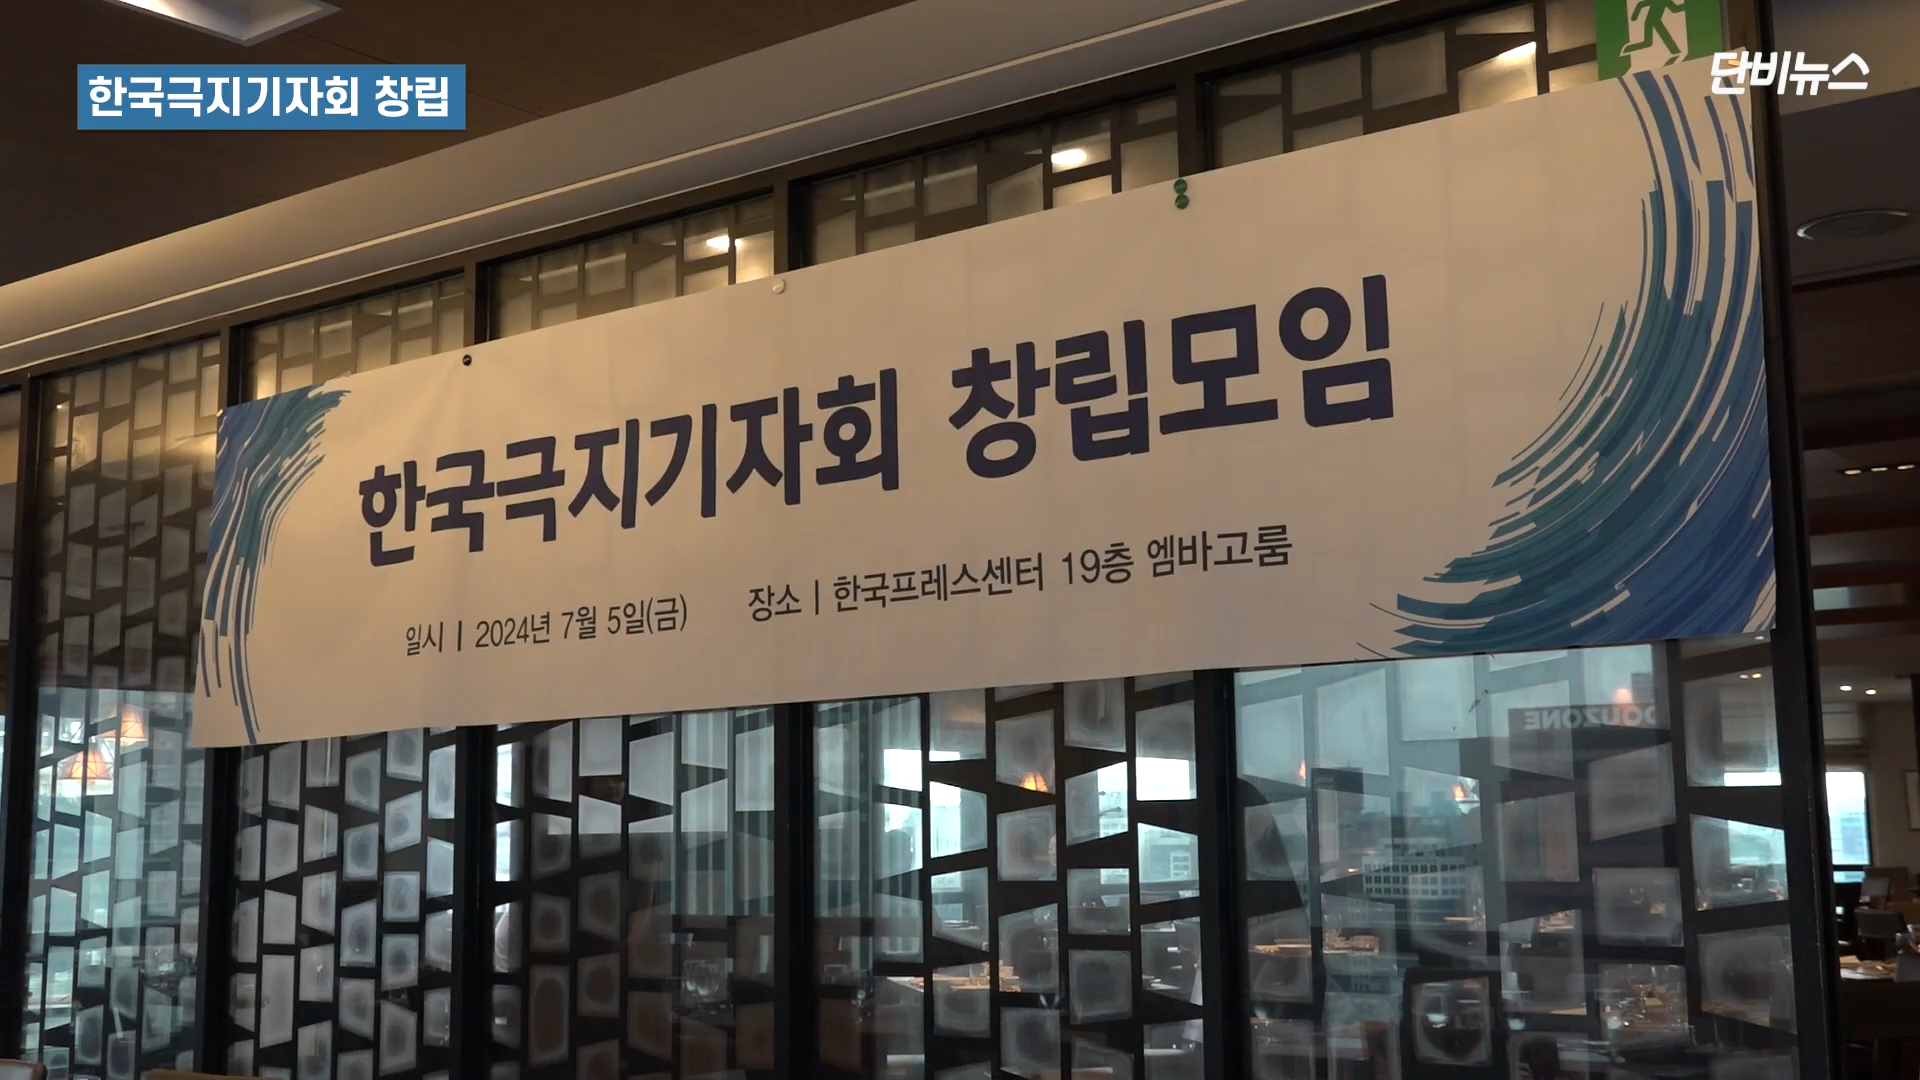 한국극지기자회 창립
단비뉴스
한국극지기자회 창립모임
일시 | 2024년 7월 5일(금) 장소 | 한국프레스센터 19층 엠바고룸
DOUZONE